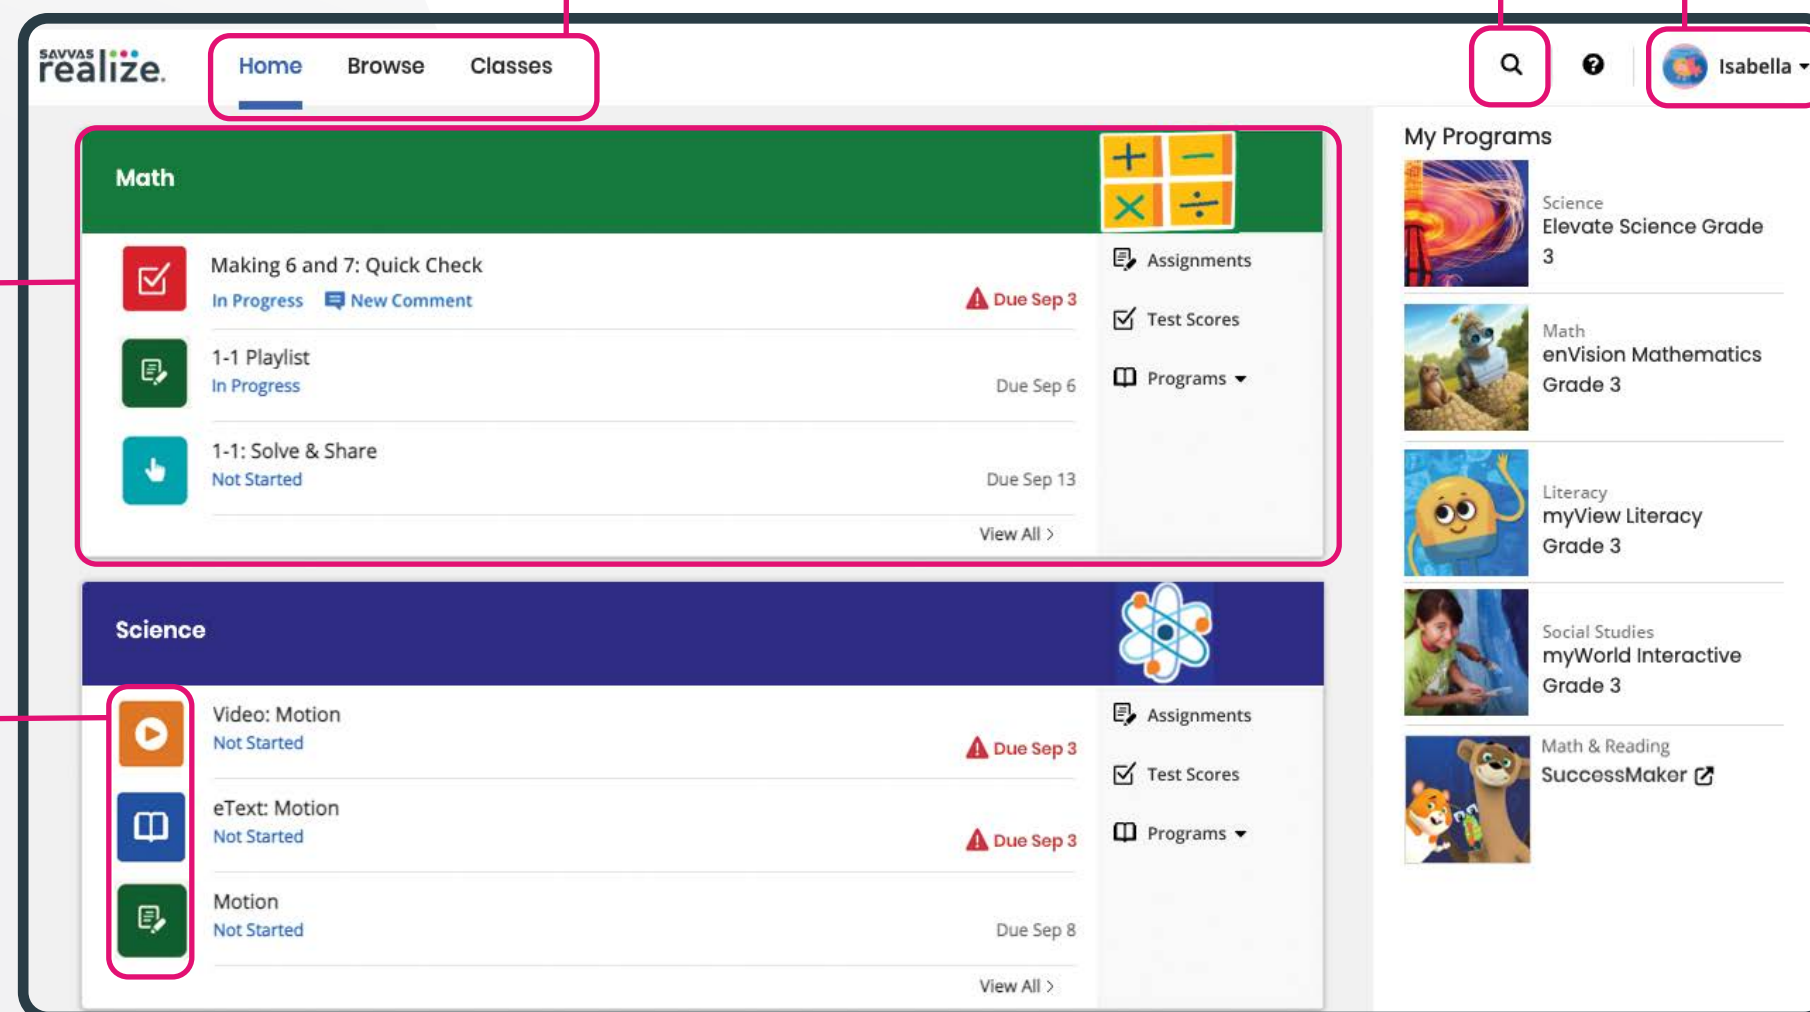 SAVVAS
realize.
Home Browse Classes
Isabella
Math
Making 6 and 7: Quick Check
In Progress New Comment
Due Sep 3
1-1 Playlist
In Progress
Due Sep 6
1-1: Solve & Share
Not Started
Due Sep 13
View All >
Assignments
Test Scores
Programs
Science
Video: Motion
Not Started
Due Sep 3
eText: Motion
Not Started
Due Sep 3
Motion
Not Started
Due Sep 8
View All >
Assignments
Test Scores
Programs
My Programs
Science
Elevate Science Grade
3
Math
enVision Mathematics
Grade 3
Literacy
myView Literacy
Grade 3
Social Studies
myWorld Interactive
Grade 3
Math & Reading
SuccessMaker